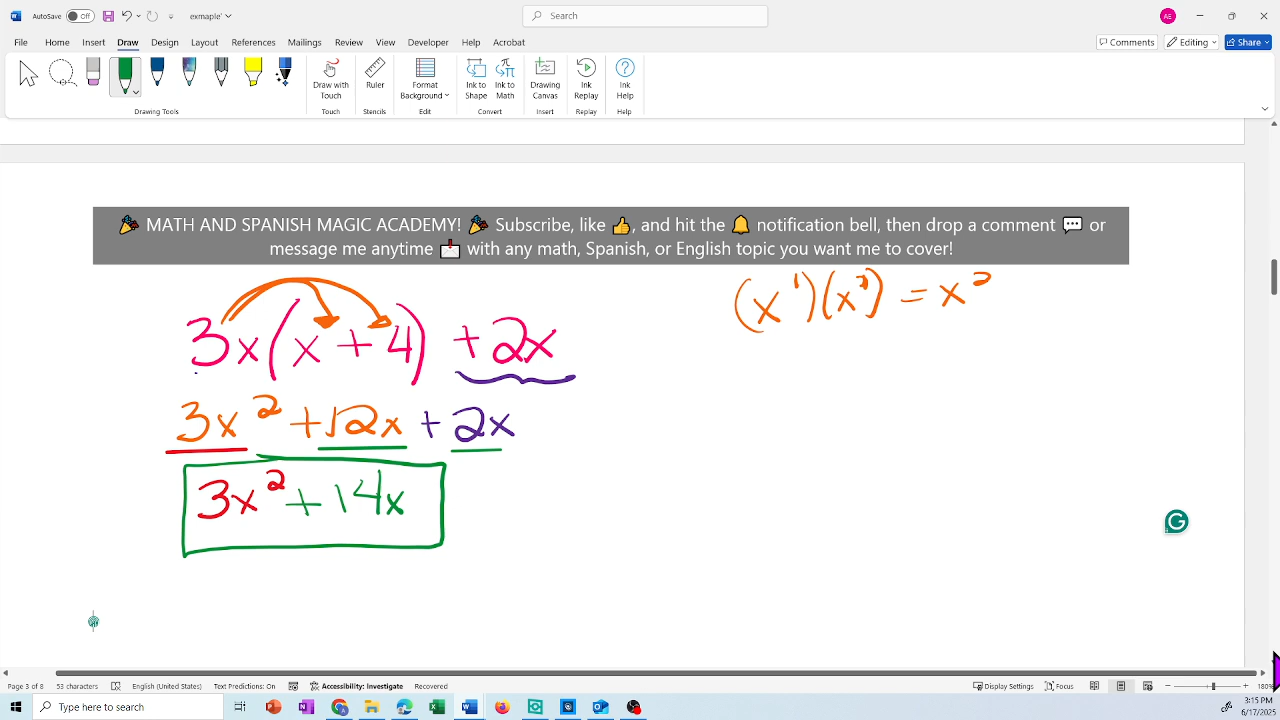 AutoSave Off exmaple' Search AE
File Home Insert Draw Design Layout References Mailings Review View Developer Help Acrobat Comments Editing Share
Draw with Touch Ruler Format Background Ink to Shape Ink to Math Drawing Canvas Ink Replay Ink Help
Drawing Tools Touch Stencils Edit Convert Insert Replay Help
🎉 MATH AND SPANISH MAGIC ACADEMY! 🎉 Subscribe, like 👍, and hit the 🔔 notification bell, then drop a comment 💬 or
message me anytime 📩 with any math, Spanish, or English topic you want me to cover!
(x¹)(x¹) = x²
3x(x + 4) + 2x
3x² + 12x + 2x
3x² + 14x
Page 3 of 8 53 characters English (United States) Text Predictions: On Accessibility: Investigate Recovered Display Settings Focus 180%
Type here to search 3:15 PM
6/17/2025